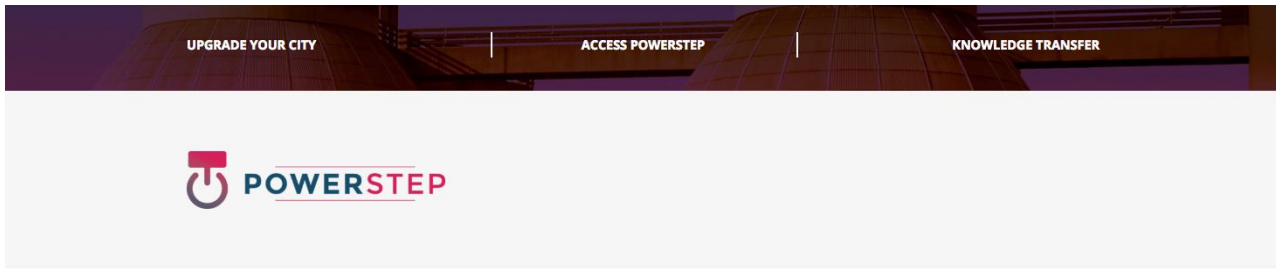 UPGRADE YOUR CITY
ACCESS POWERSTEP
KNOWLEDGE TRANSFER
POWERSTEP